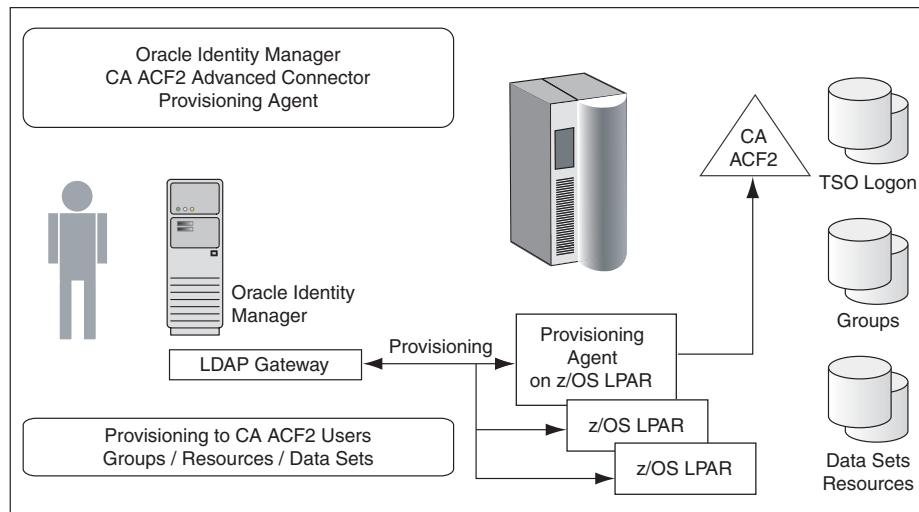 Oracle Identity Manager
CA ACF2 Advanced Connector
Provisioning Agent
CA
ACF2
TSO Logon
Oracle Identity
Manager
Groups
Provisioning
LDAP Gateway
Provisioning
Agent
on z/OS LPAR
z/OS LPAR
z/OS LPAR
Provisioning to CA ACF2 Users
Groups / Resources / Data Sets
Data Sets
Resources